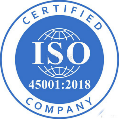 CERTIFIED
ISO
45001:2018
COMPANY